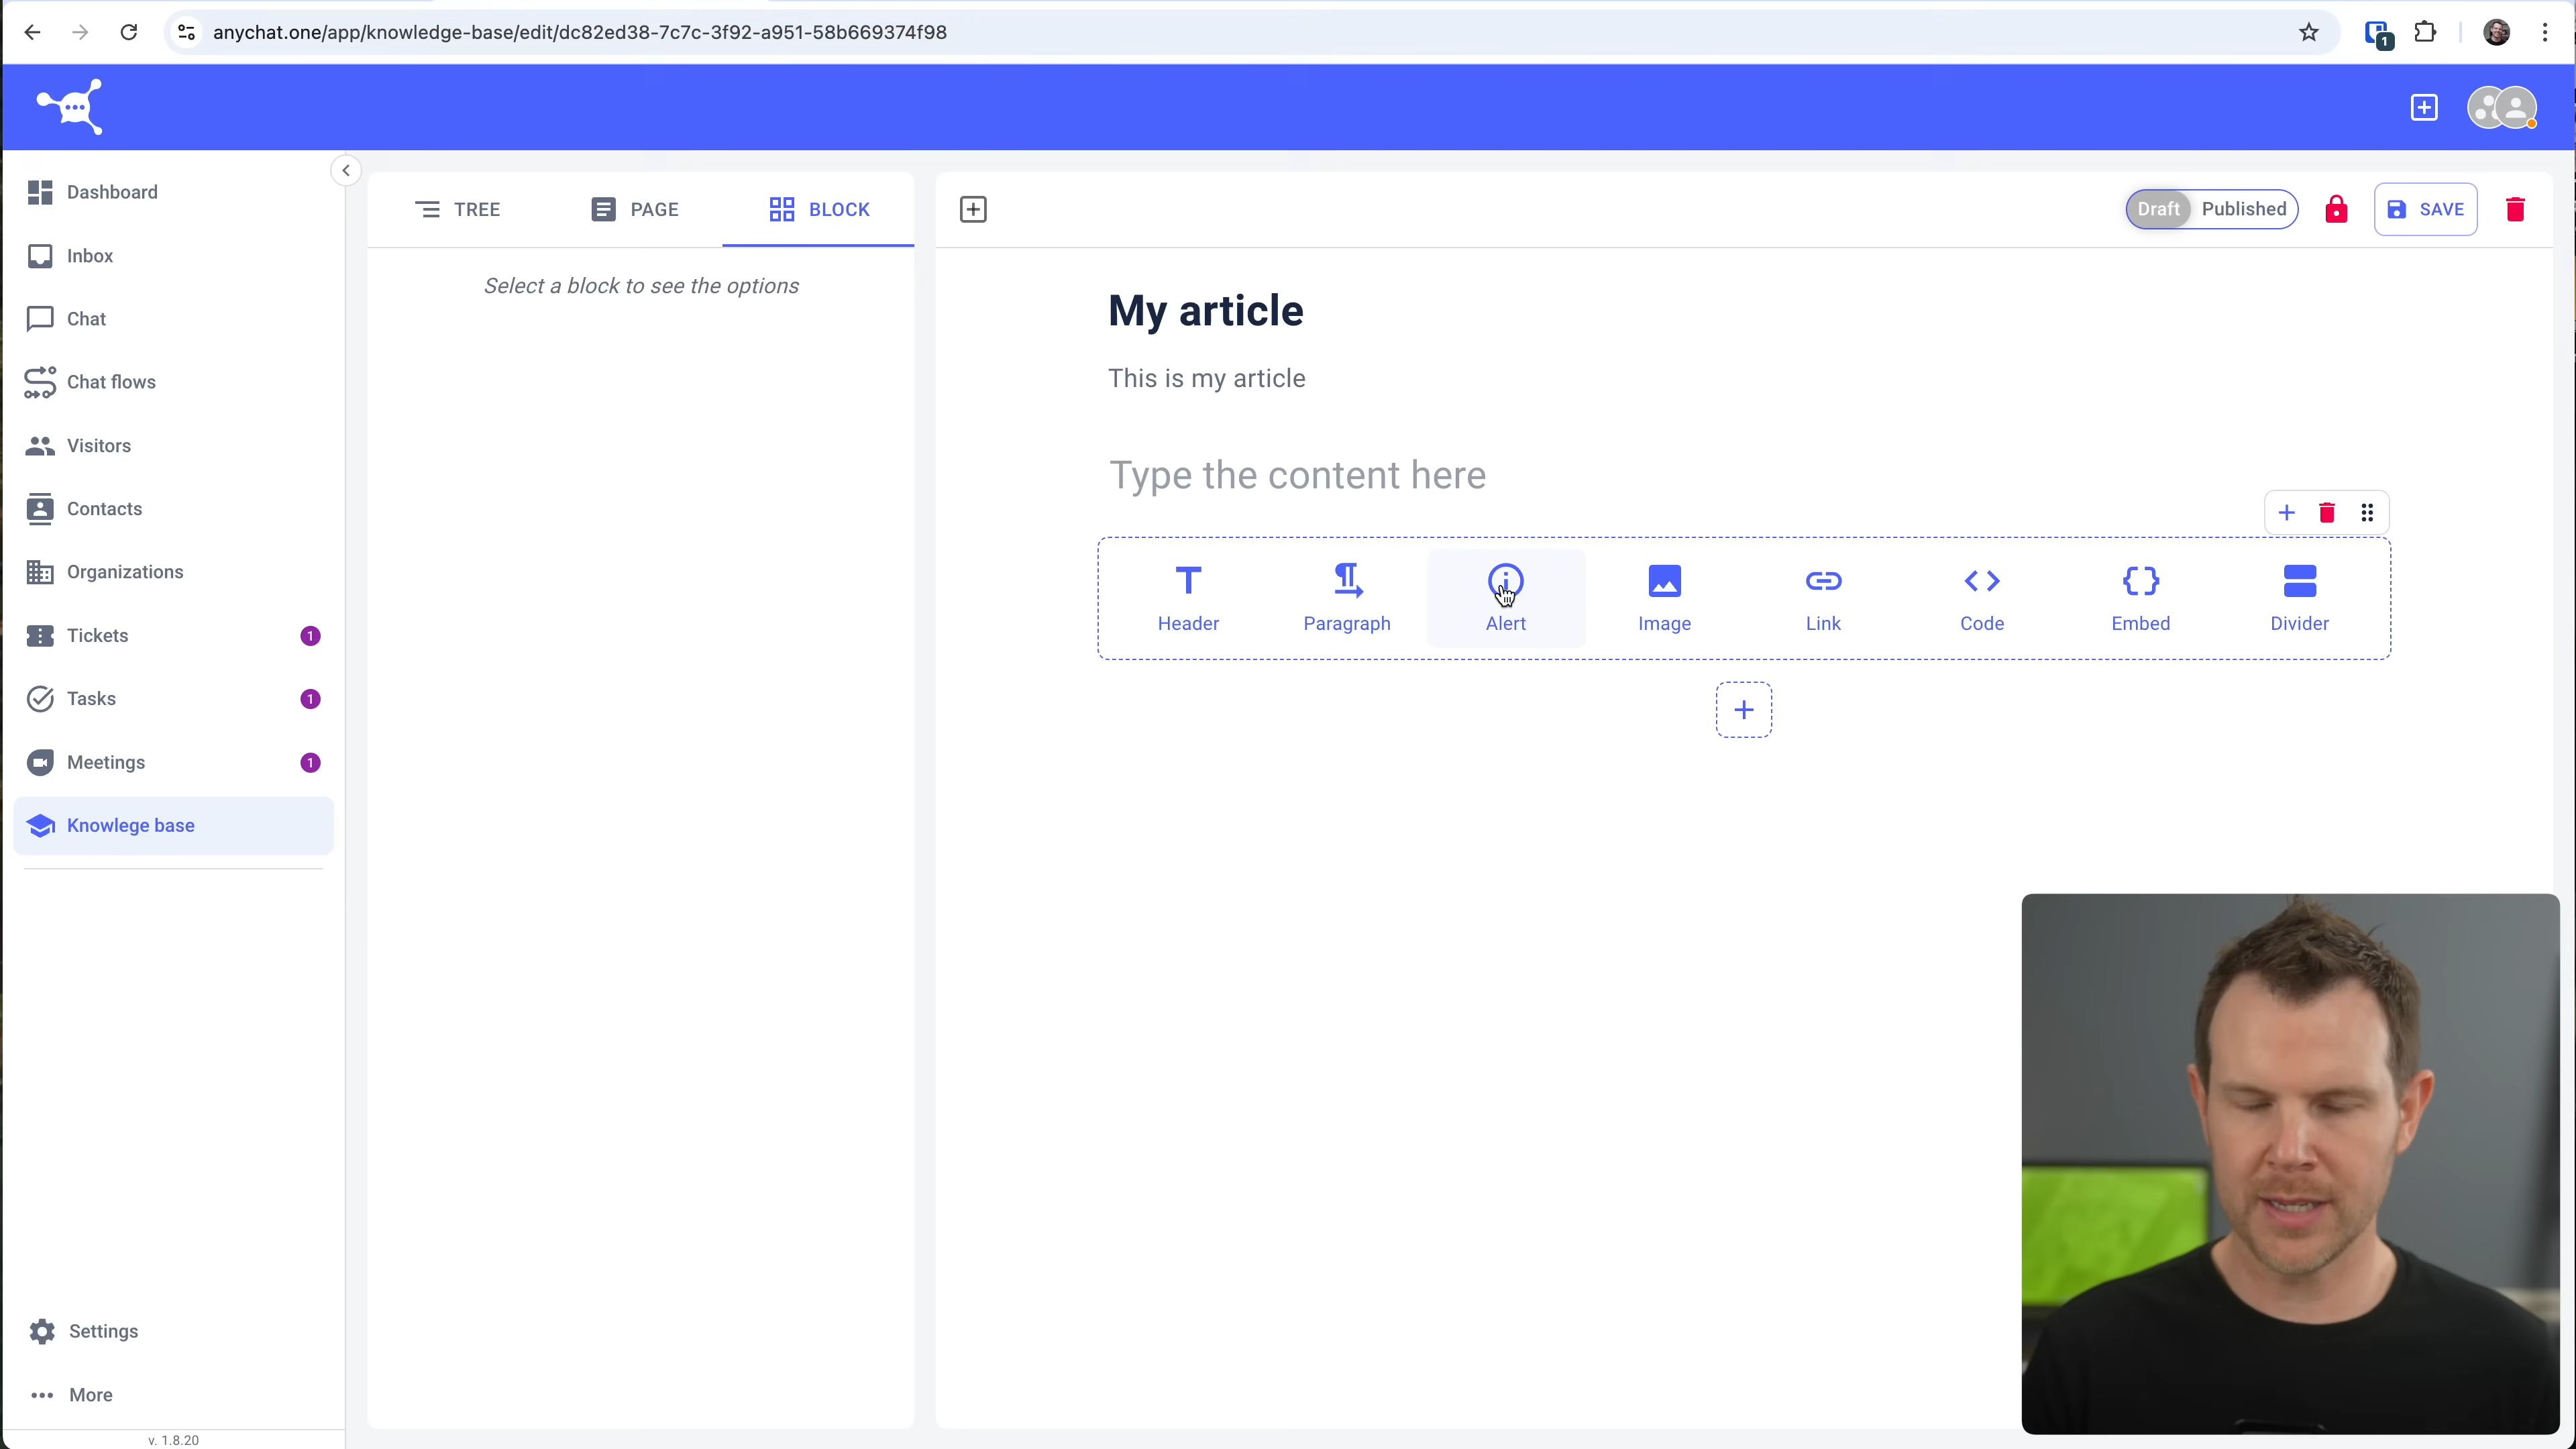 anychat.one/app/knowledge-base/edit/dc82ed38-7c7c-3f92-a951-58b669374f98
1
Dashboard
Inbox
Chat
Chat flows
Visitors
Contacts
Organizations
Tickets 1
Tasks 1
Meetings 1
Knowlege base
Settings
More
v. 1.8.20
TREE PAGE BLOCK
Select a block to see the options
Draft Published SAVE
My article
This is my article
Type the content here
Header Paragraph Alert Image Link Code Embed Divider